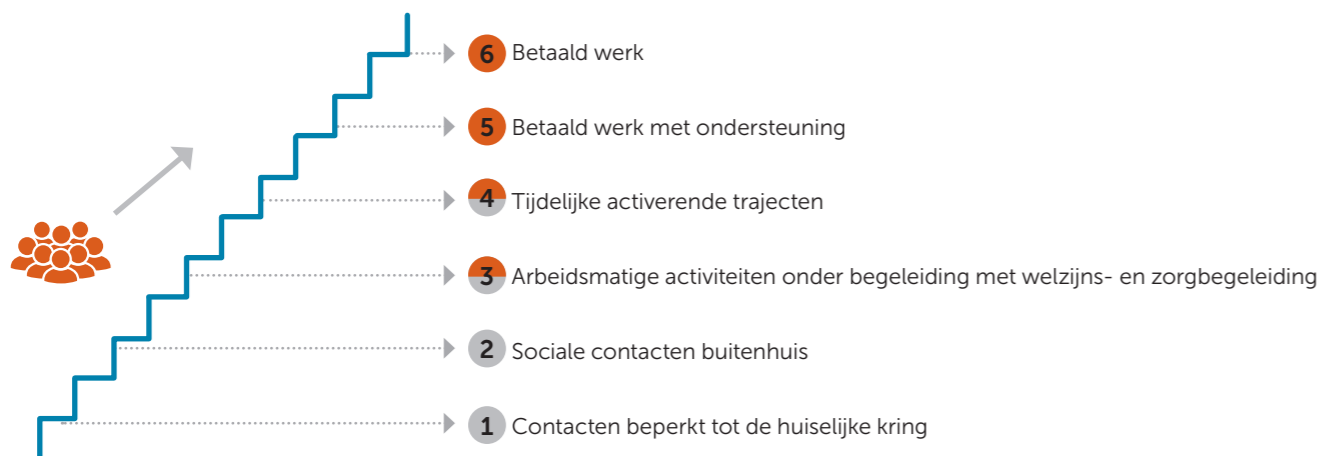 6 Betaald werk
5 Betaald werk met ondersteuning
4 Tijdelijke activerende trajecten
3 Arbeidsmatige activiteiten onder begeleiding met welzijns- en zorgbegeleiding
2 Sociale contacten buitenhuis
1 Contacten beperkt tot de huiselijke kring